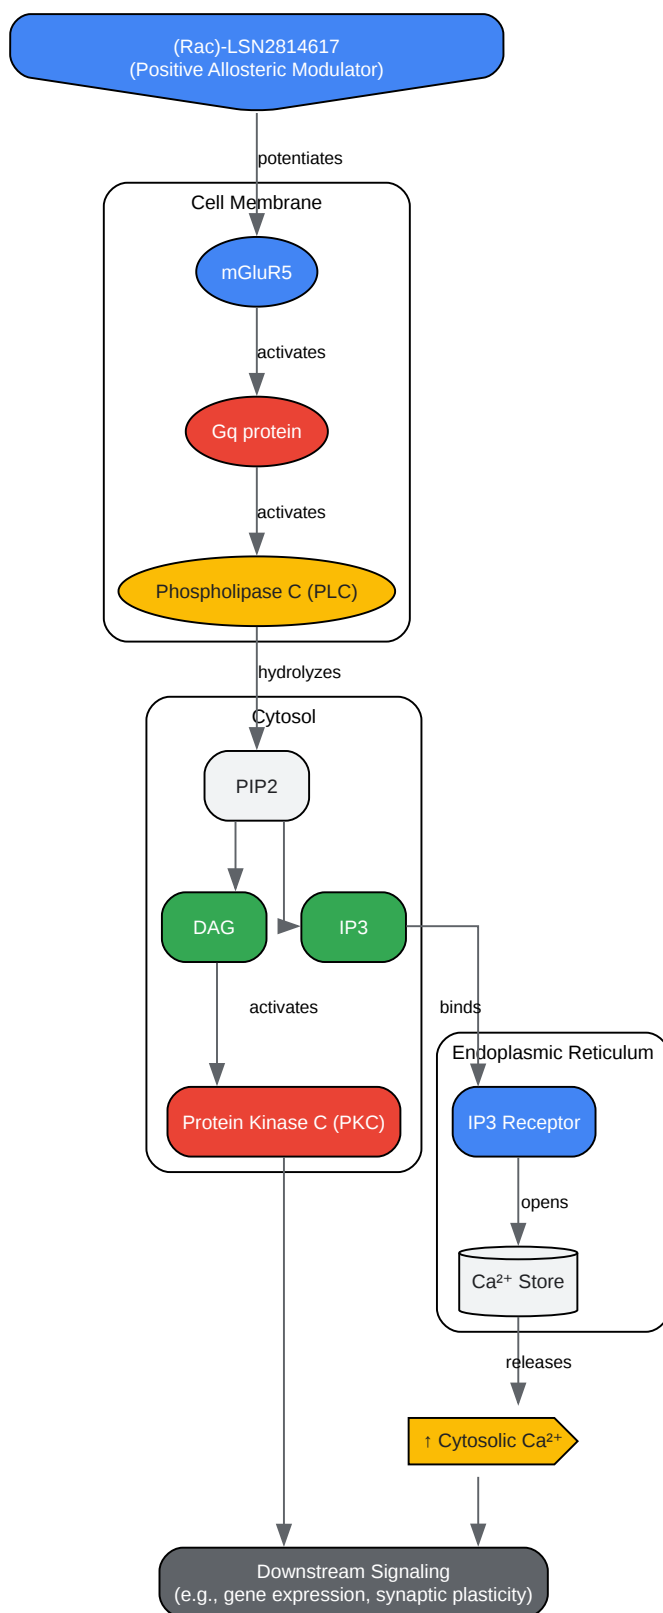 (Rac)-LSN2814617
(Positive Allosteric Modulator)
potentiates
Cell Membrane
mGluR5
activates
Gq protein
activates
Phospholipase C (PLC)
hydrolyzes
Cytosol
PIP2
DAG
IP3
activates
binds
Endoplasmic Reticulum
Protein Kinase C (PKC)
IP3 Receptor
opens
Ca²⁺ Store
releases
↑ Cytosolic Ca²⁺
Downstream Signaling
(e.g., gene expression, synaptic plasticity)